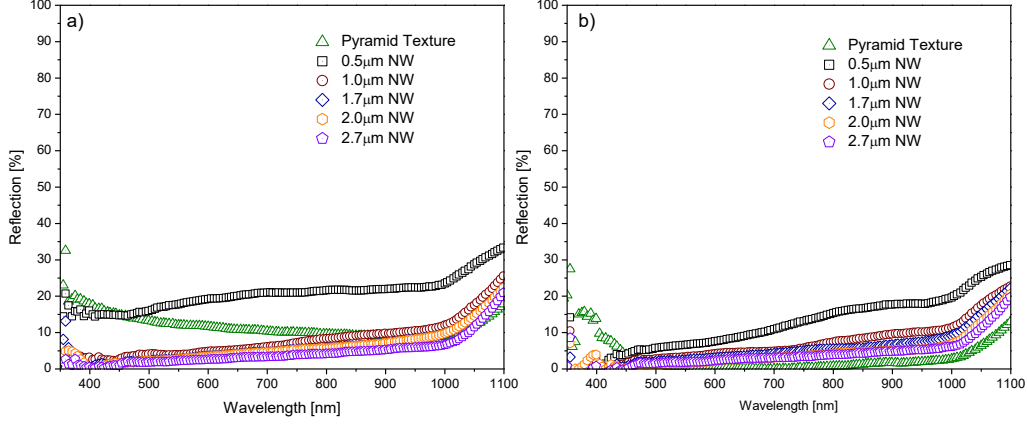 a)
Pyramid Texture
0.5μm NW
1.0μm NW
1.7μm NW
2.0μm NW
2.7μm NW
100
90
80
70
60
50
40
30
20
10
0
Reflection [%]
400 500 600 700 800 900 1000 1100
Wavelength [nm]
b)
Pyramid Texture
0.5μm NW
1.0μm NW
1.7μm NW
2.0μm NW
2.7μm NW
100
90
80
70
60
50
40
30
20
10
0
Reflection [%]
400 500 600 700 800 900 1000 1100
Wavelength [nm]